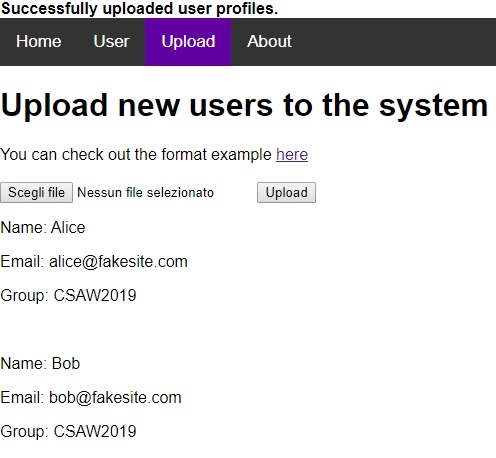 Successfully uploaded user profiles.
Home User Upload About
Upload new users to the system
You can check out the format example here
Scegli file Nessun file selezionato Upload
Name: Alice
Email: alice@fakesite.com
Group: CSAW2019
Name: Bob
Email: bob@fakesite.com
Group: CSAW2019